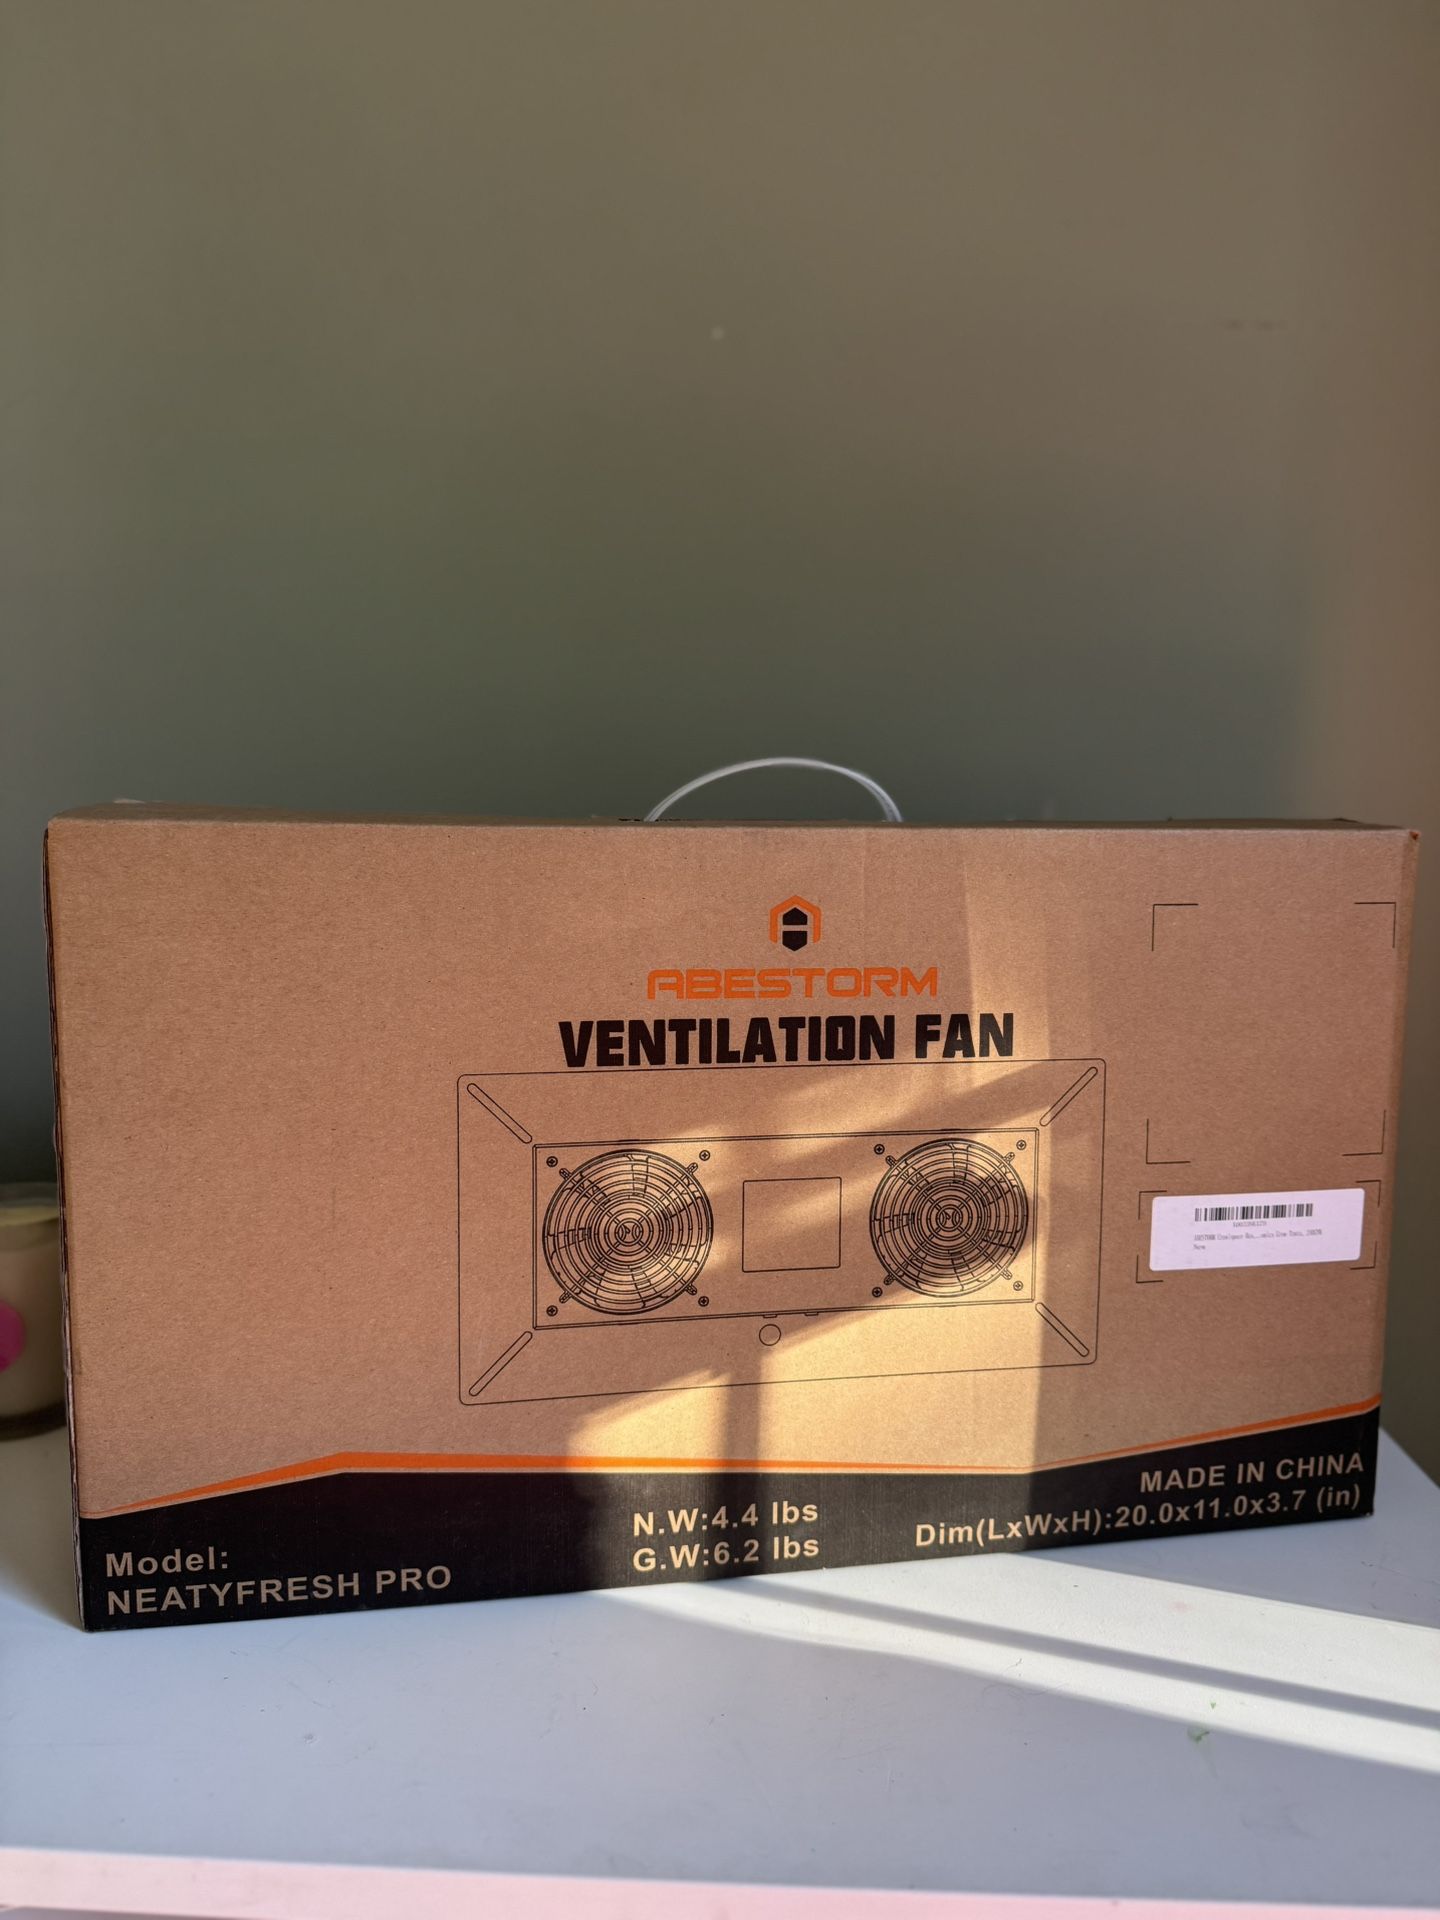 ABESTORM
VENTILATION FAN
ABESTORM
Model:
NEATYFRESH PRO
N.W:4.4 lbs
G.W:6.2 lbs
MADE IN CHINA
Dim(LxWxH):20.0x11.0x3.7 (in)